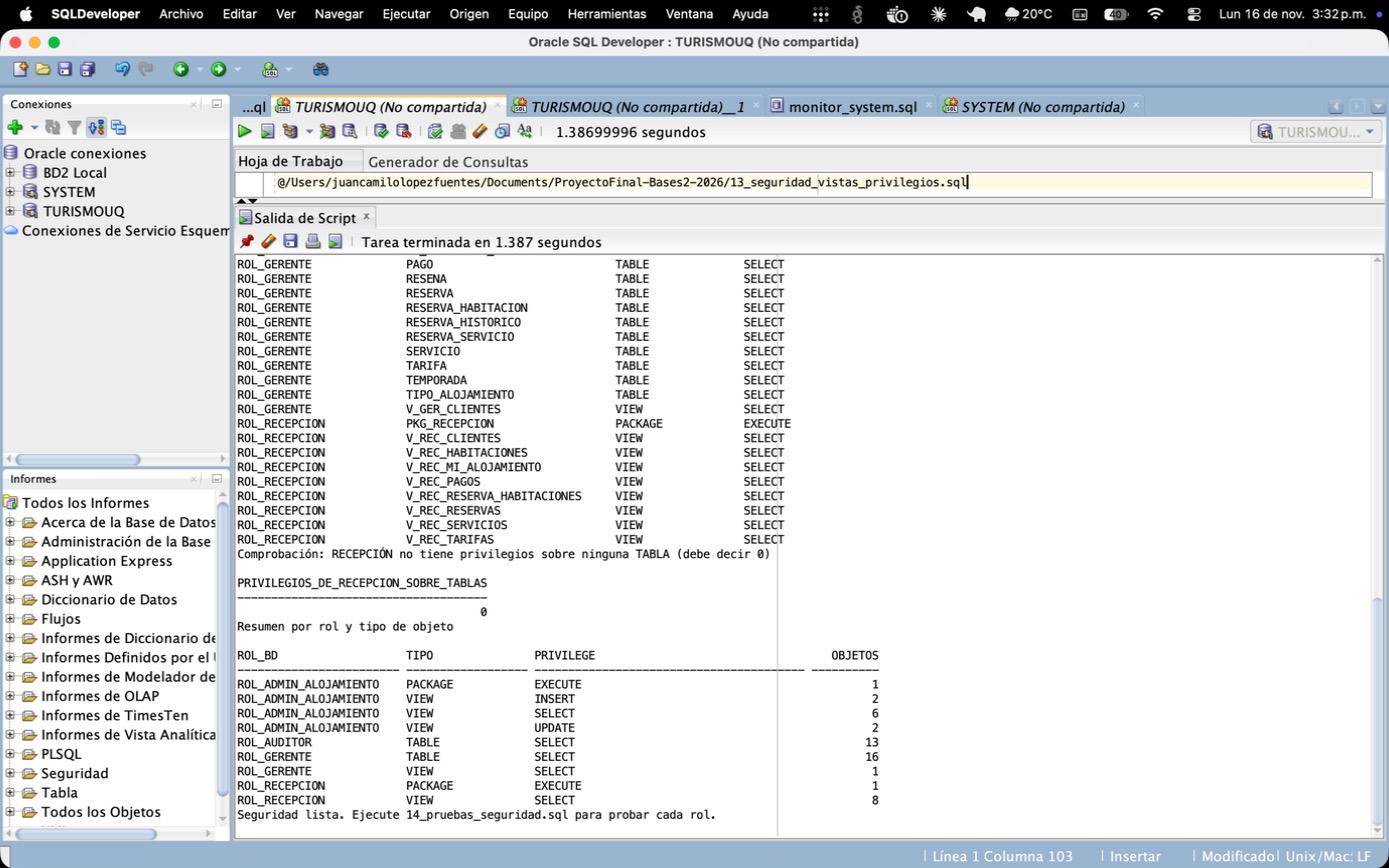 SQLDeveloper Archivo Editar Ver Navegar Ejecutar Origen Equipo Herramientas Ventana Ayuda 20°C 40 Lun 16 de nov. 3:32 p.m.
Oracle SQL Developer : TURISMOUQ (No compartida)
Conexiones
Oracle conexiones
BD2 Local
SYSTEM
TURISMOUQ
Conexiones de Servicio Esquem
Informes
Todos los Informes
Acerca de la Base de Datos
Administración de la Base
Application Express
ASH y AWR
Diccionario de Datos
Flujos
Informes de Diccionario de
Informes Definidos por el
Informes de Modelador de
Informes de OLAP
Informes de TimesTen
Informes de Vista Analítica
PLSQL
Seguridad
Tabla
Todos los Objetos
...ql TURISMOUQ (No compartida) TURISMOUQ (No compartida)__1 monitor_system.sql SYSTEM (No compartida)
1.38699996 segundos TURISMOU...
Hoja de Trabajo Generador de Consultas
@/Users/juancamilolopezfuentes/Documents/ProyectoFinal-Bases2-2026/13_seguridad_vistas_privilegios.sql
Salida de Script
Tarea terminada en 1.387 segundos
ROL_GERENTE PAGO TABLE SELECT
ROL_GERENTE RESENA TABLE SELECT
ROL_GERENTE RESERVA TABLE SELECT
ROL_GERENTE RESERVA_HABITACION TABLE SELECT
ROL_GERENTE RESERVA_HISTORICO TABLE SELECT
ROL_GERENTE RESERVA_SERVICIO TABLE SELECT
ROL_GERENTE SERVICIO TABLE SELECT
ROL_GERENTE TARIFA TABLE SELECT
ROL_GERENTE TEMPORADA TABLE SELECT
ROL_GERENTE TIPO_ALOJAMIENTO TABLE SELECT
ROL_GERENTE V_GER_CLIENTES VIEW SELECT
ROL_RECEPCION PKG_RECEPCION PACKAGE EXECUTE
ROL_RECEPCION V_REC_CLIENTES VIEW SELECT
ROL_RECEPCION V_REC_HABITACIONES VIEW SELECT
ROL_RECEPCION V_REC_MI_ALOJAMIENTO VIEW SELECT
ROL_RECEPCION V_REC_PAGOS VIEW SELECT
ROL_RECEPCION V_REC_RESERVA_HABITACIONES VIEW SELECT
ROL_RECEPCION V_REC_RESERVAS VIEW SELECT
ROL_RECEPCION V_REC_SERVICIOS VIEW SELECT
ROL_RECEPCION V_REC_TARIFAS VIEW SELECT
Comprobación: RECEPCIÓN no tiene privilegios sobre ninguna TABLA (debe decir 0)
PRIVILEGIOS_DE_RECEPCION_SOBRE_TABLAS
0
Resumen por rol y tipo de objeto
ROL_BD TIPO PRIVILEGE OBJETOS
ROL_ADMIN_ALOJAMIENTO PACKAGE EXECUTE 1
ROL_ADMIN_ALOJAMIENTO VIEW INSERT 2
ROL_ADMIN_ALOJAMIENTO VIEW SELECT 6
ROL_ADMIN_ALOJAMIENTO VIEW UPDATE 2
ROL_AUDITOR TABLE SELECT 13
ROL_GERENTE TABLE SELECT 16
ROL_GERENTE VIEW SELECT 1
ROL_RECEPCION PACKAGE EXECUTE 1
ROL_RECEPCION VIEW SELECT 8
Seguridad lista. Ejecute 14_pruebas_seguridad.sql para probar cada rol.
Línea 1 Columna 103 Insertar Modificado Unix/Mac: LF